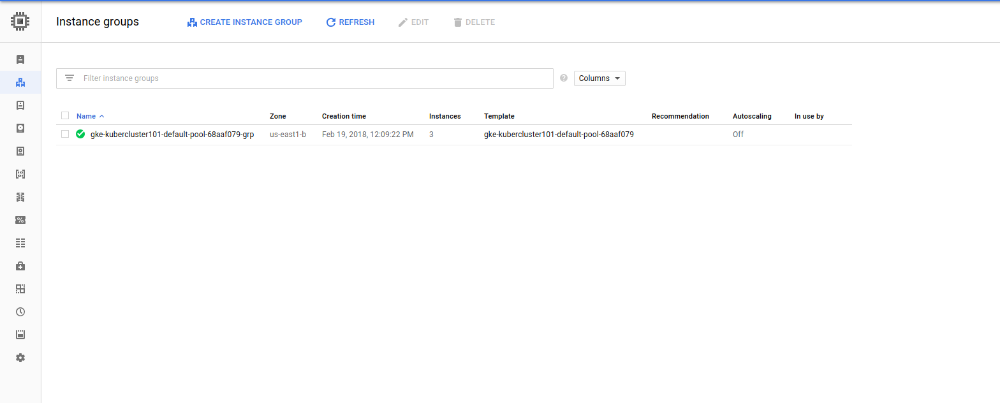 Instance groups CREATE INSTANCE GROUP REFRESH EDIT DELETE
Filter instance groups ? Columns
Name Zone Creation time Instances Template Recommendation Autoscaling In use by
gke-kubercluster101-default-pool-68aaf079-grp us-east1-b Feb 19, 2018, 12:09:22 PM 3 gke-kubercluster101-default-pool-68aaf079 Off
%